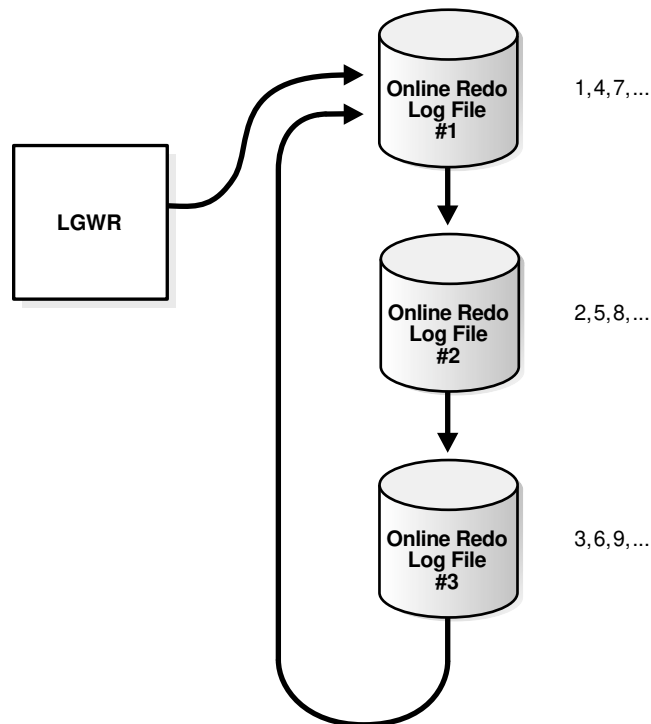 Online Redo
Log File
#1
1,4,7,...
LGWR
Online Redo
Log File
#2
2,5,8,...
Online Redo
Log File
#3
3,6,9,...